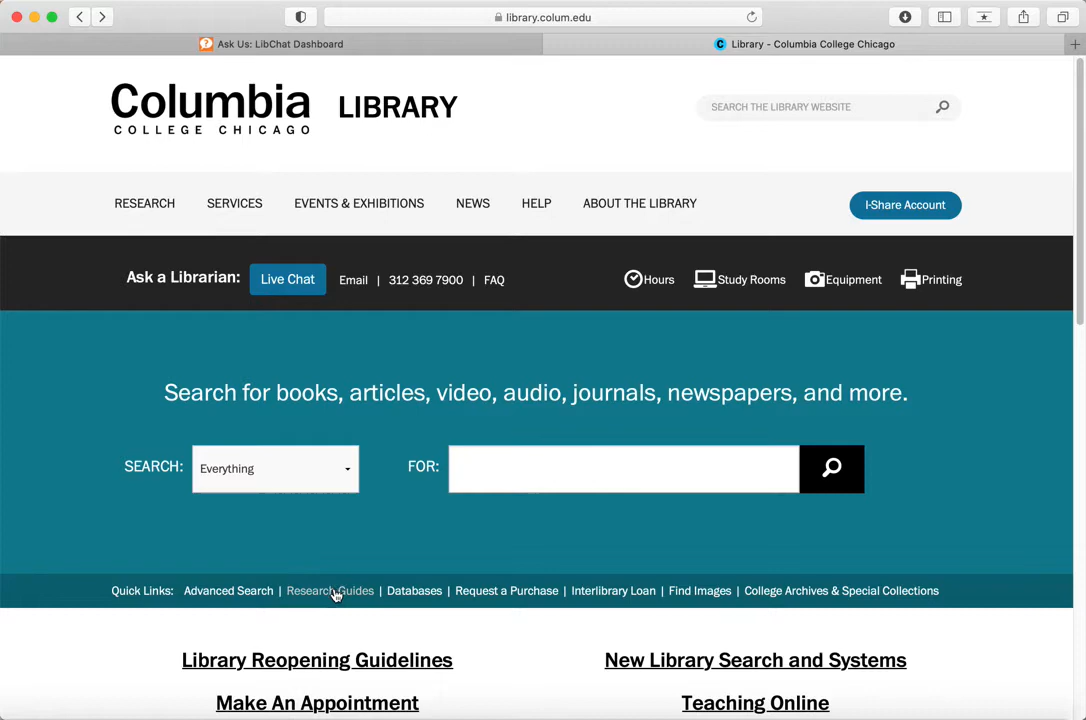 library.colum.edu
Ask Us: LibChat Dashboard
Library - Columbia College Chicago
Columbia
COLLEGE CHICAGO
LIBRARY
SEARCH THE LIBRARY WEBSITE
RESEARCH SERVICES EVENTS & EXHIBITIONS NEWS HELP ABOUT THE LIBRARY I-Share Account
Ask a Librarian: Live Chat Email | 312 369 7900 | FAQ Hours Study Rooms Equipment Printing
Search for books, articles, video, audio, journals, newspapers, and more.
SEARCH: Everything FOR:
Quick Links: Advanced Search | Research Guides | Databases | Request a Purchase | Interlibrary Loan | Find Images | College Archives & Special Collections
Library Reopening Guidelines
New Library Search and Systems
Make An Appointment
Teaching Online